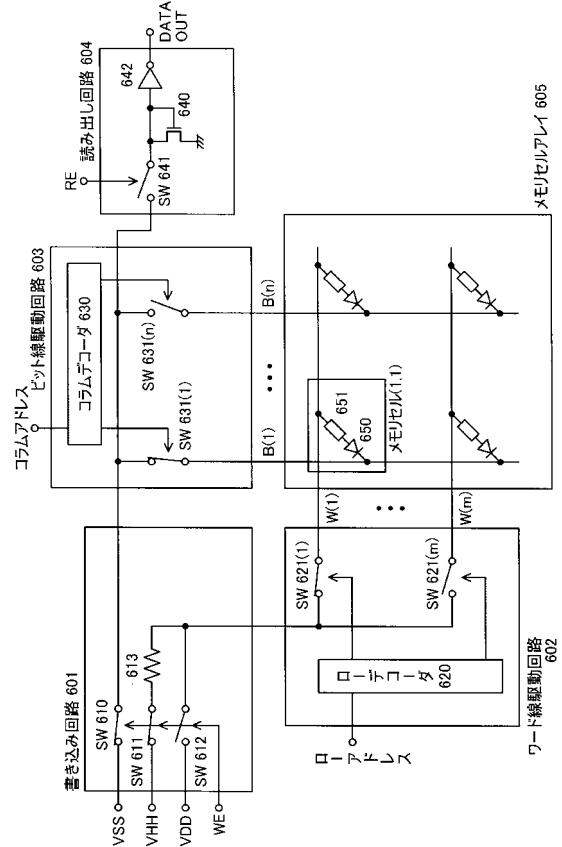 書き込み回路 601
SW 610
VSS
VHH
SW 611
613
VDD
SW 612
WE
コラムアドレス
ビット線駆動回路 603
コラムデコーダ 630
SW 631(1)
SW 631(n)
RE
読み出し回路 604
SW 641
640
642
DATA
OUT
B(1)
B(n)
ローアドレス
ローデコーダ
620
SW 621(1)
SW 621(m)
ワード線駆動回路
602
W(1)
W(m)
651
650
メモリセル(1,1)
メモリセルアレイ 605